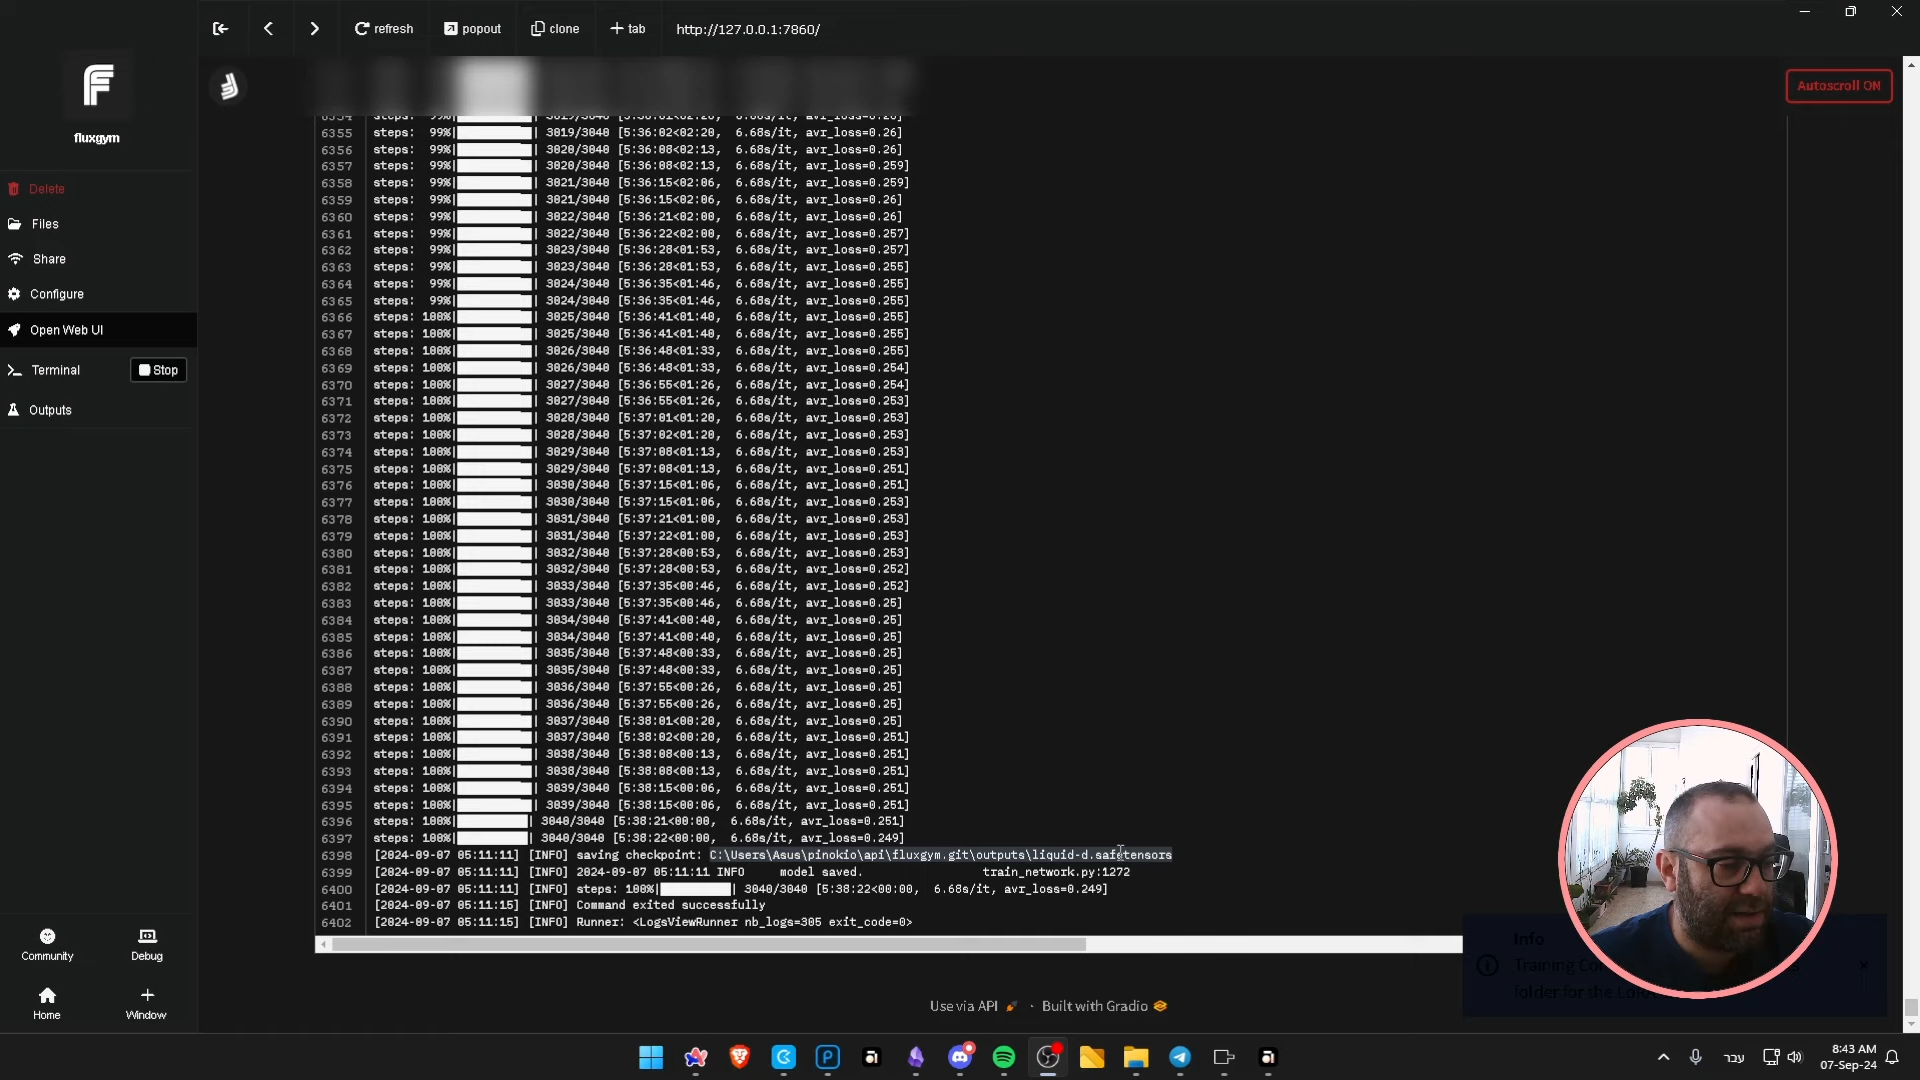 refresh popout clone tab http://127.0.0.1:7860/
Autoscroll ON
fluxgym
Delete
Files
Share
Configure
Open Web UI
Terminal Stop
Outputs
Community Debug
Home Window
6355 steps: 99%| | 3019/3040 [5:36:02<02:20, 6.68s/it, avr_loss=0.26]
6356 steps: 99%| | 3020/3040 [5:36:08<02:13, 6.68s/it, avr_loss=0.26]
6357 steps: 99%| | 3020/3040 [5:36:08<02:13, 6.68s/it, avr_loss=0.259]
6358 steps: 99%| | 3021/3040 [5:36:15<02:06, 6.68s/it, avr_loss=0.259]
6359 steps: 99%| | 3021/3040 [5:36:15<02:06, 6.68s/it, avr_loss=0.26]
6360 steps: 99%| | 3022/3040 [5:36:21<02:00, 6.68s/it, avr_loss=0.26]
6361 steps: 99%| | 3022/3040 [5:36:22<02:00, 6.68s/it, avr_loss=0.257]
6362 steps: 99%| | 3023/3040 [5:36:28<01:53, 6.68s/it, avr_loss=0.257]
6363 steps: 99%| | 3023/3040 [5:36:28<01:53, 6.68s/it, avr_loss=0.255]
6364 steps: 99%| | 3024/3040 [5:36:35<01:46, 6.68s/it, avr_loss=0.255]
6365 steps: 99%| | 3024/3040 [5:36:35<01:46, 6.68s/it, avr_loss=0.255]
6366 steps: 100%| | 3025/3040 [5:36:41<01:40, 6.68s/it, avr_loss=0.255]
6367 steps: 100%| | 3025/3040 [5:36:41<01:40, 6.68s/it, avr_loss=0.255]
6368 steps: 100%| | 3026/3040 [5:36:48<01:33, 6.68s/it, avr_loss=0.255]
6369 steps: 100%| | 3026/3040 [5:36:48<01:33, 6.68s/it, avr_loss=0.254]
6370 steps: 100%| | 3027/3040 [5:36:55<01:26, 6.68s/it, avr_loss=0.254]
6371 steps: 100%| | 3027/3040 [5:36:55<01:26, 6.68s/it, avr_loss=0.253]
6372 steps: 100%| | 3028/3040 [5:37:01<01:20, 6.68s/it, avr_loss=0.253]
6373 steps: 100%| | 3028/3040 [5:37:02<01:20, 6.68s/it, avr_loss=0.253]
6374 steps: 100%| | 3029/3040 [5:37:08<01:13, 6.68s/it, avr_loss=0.253]
6375 steps: 100%| | 3029/3040 [5:37:08<01:13, 6.68s/it, avr_loss=0.251]
6376 steps: 100%| | 3030/3040 [5:37:15<01:06, 6.68s/it, avr_loss=0.251]
6377 steps: 100%| | 3030/3040 [5:37:15<01:06, 6.68s/it, avr_loss=0.253]
6378 steps: 100%| | 3031/3040 [5:37:21<01:00, 6.68s/it, avr_loss=0.253]
6379 steps: 100%| | 3031/3040 [5:37:22<01:00, 6.68s/it, avr_loss=0.253]
6380 steps: 100%| | 3032/3040 [5:37:28<00:53, 6.68s/it, avr_loss=0.253]
6381 steps: 100%| | 3032/3040 [5:37:28<00:53, 6.68s/it, avr_loss=0.252]
6382 steps: 100%| | 3033/3040 [5:37:35<00:46, 6.68s/it, avr_loss=0.252]
6383 steps: 100%| | 3033/3040 [5:37:35<00:46, 6.68s/it, avr_loss=0.25]
6384 steps: 100%| | 3034/3040 [5:37:41<00:40, 6.68s/it, avr_loss=0.25]
6385 steps: 100%| | 3034/3040 [5:37:41<00:40, 6.68s/it, avr_loss=0.25]
6386 steps: 100%| | 3035/3040 [5:37:48<00:33, 6.68s/it, avr_loss=0.25]
6387 steps: 100%| | 3035/3040 [5:37:48<00:33, 6.68s/it, avr_loss=0.25]
6388 steps: 100%| | 3036/3040 [5:37:55<00:26, 6.68s/it, avr_loss=0.25]
6389 steps: 100%| | 3036/3040 [5:37:55<00:26, 6.68s/it, avr_loss=0.25]
6390 steps: 100%| | 3037/3040 [5:38:01<00:20, 6.68s/it, avr_loss=0.25]
6391 steps: 100%| | 3037/3040 [5:38:02<00:20, 6.68s/it, avr_loss=0.251]
6392 steps: 100%| | 3038/3040 [5:38:08<00:13, 6.68s/it, avr_loss=0.251]
6393 steps: 100%| | 3038/3040 [5:38:08<00:13, 6.68s/it, avr_loss=0.251]
6394 steps: 100%| | 3039/3040 [5:38:15<00:06, 6.68s/it, avr_loss=0.251]
6395 steps: 100%| | 3039/3040 [5:38:15<00:06, 6.68s/it, avr_loss=0.251]
6396 steps: 100%| | 3040/3040 [5:38:21<00:00, 6.68s/it, avr_loss=0.251]
6397 steps: 100%| | 3040/3040 [5:38:22<00:00, 6.68s/it, avr_loss=0.249]
6398 [2024-09-07 05:11:11] [INFO] saving checkpoint: C:\Users\Asus\pinokio\api\fluxgym.git\outputs\liquid-d.safetensors
6399 [2024-09-07 05:11:11] [INFO] 2024-09-07 05:11:11 INFO model saved. train_network.py:1272
6400 [2024-09-07 05:11:11] [INFO] steps: 100%| | 3040/3040 [5:38:22<00:00, 6.68s/it, avr_loss=0.249]
6401 [2024-09-07 05:11:15] [INFO] Command exited successfully
6402 [2024-09-07 05:11:15] [INFO] Runner: <LogsViewRunner nb_logs=305 exit_code=0>
Info
Training
folder for the
Use via API · Built with Gradio
עבר
8:43 AM
07-Sep-24